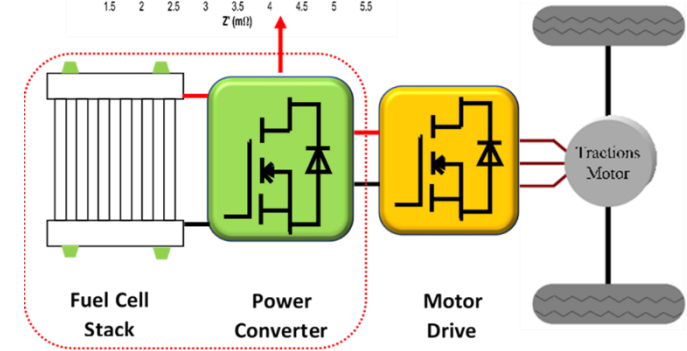 1.5 2 2.5 3 3.5 4 4.5 5 5.5
Z' (mΩ)
Tractions
Motor
Fuel Cell
Stack
Power
Converter
Motor
Drive